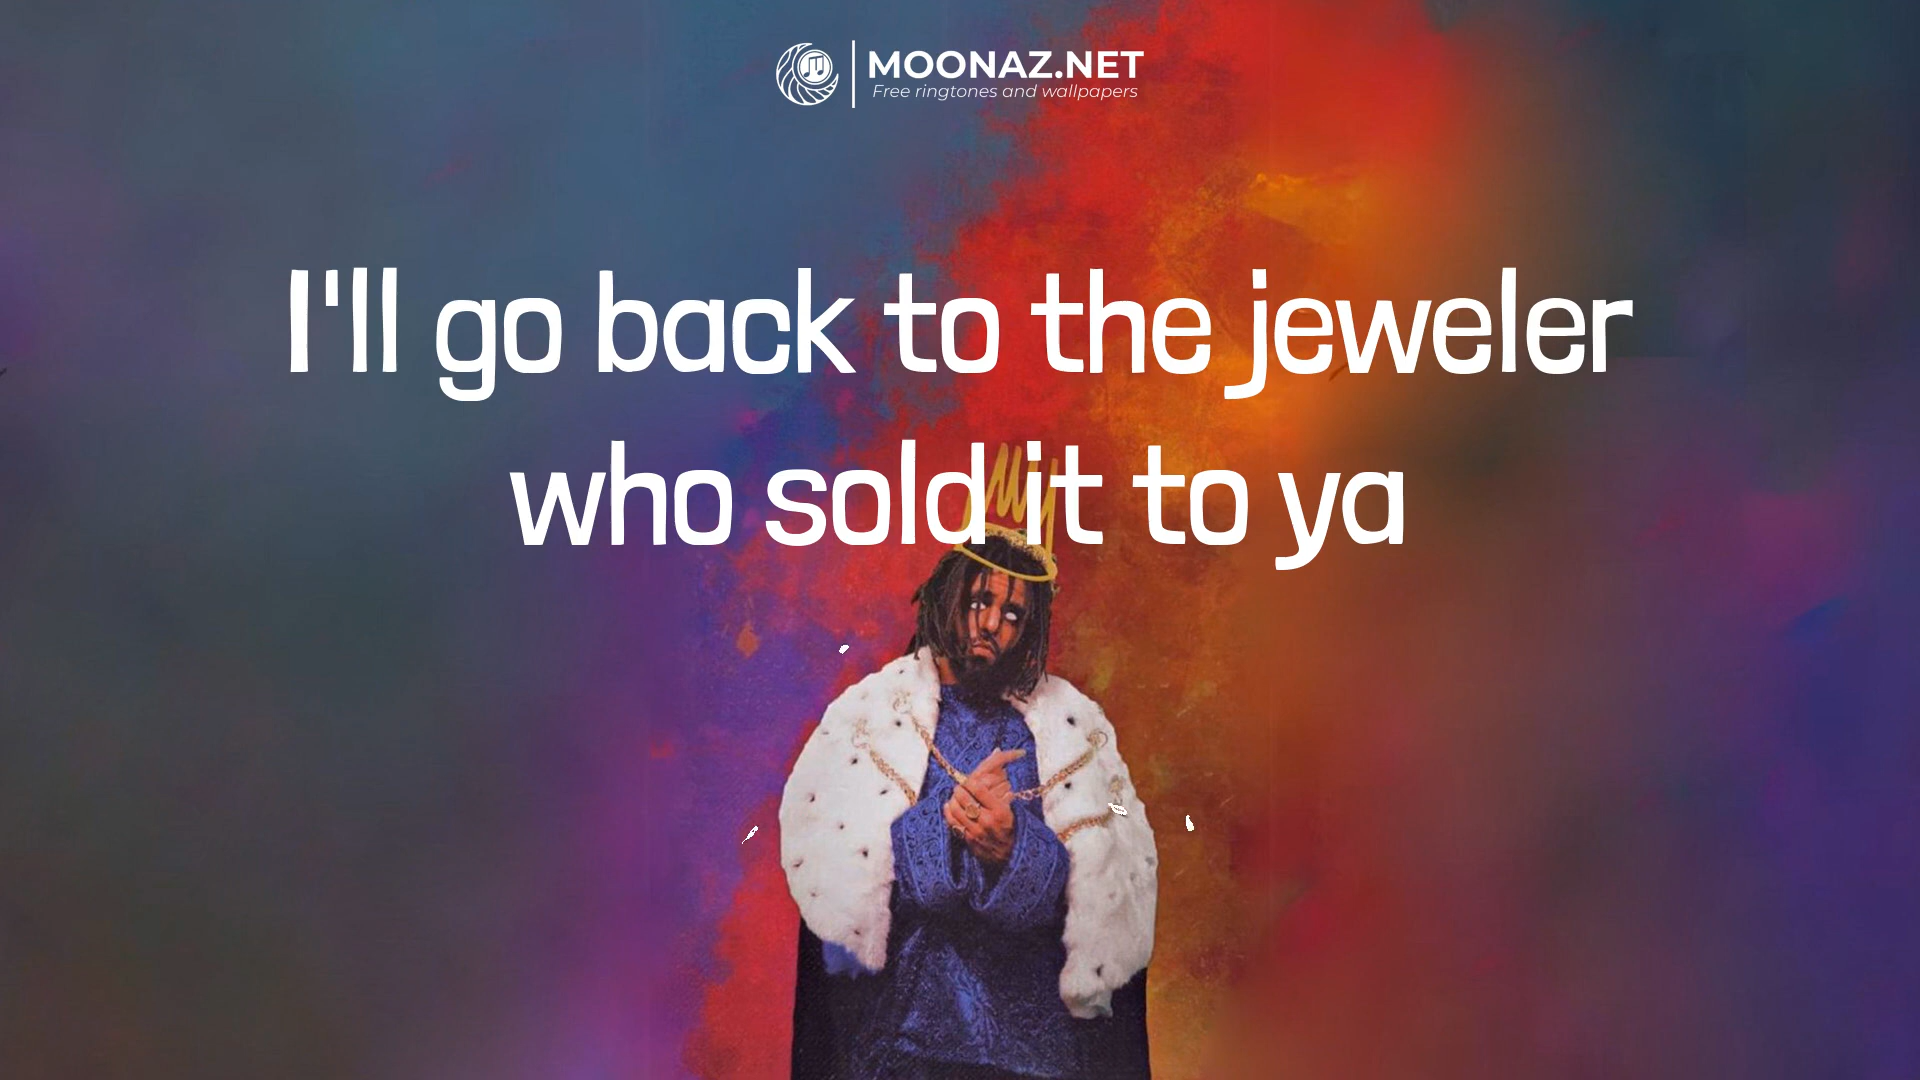 MOONAZ.NET
Free ringtones and wallpapers
I'll go back to the jeweler
who sold it to ya